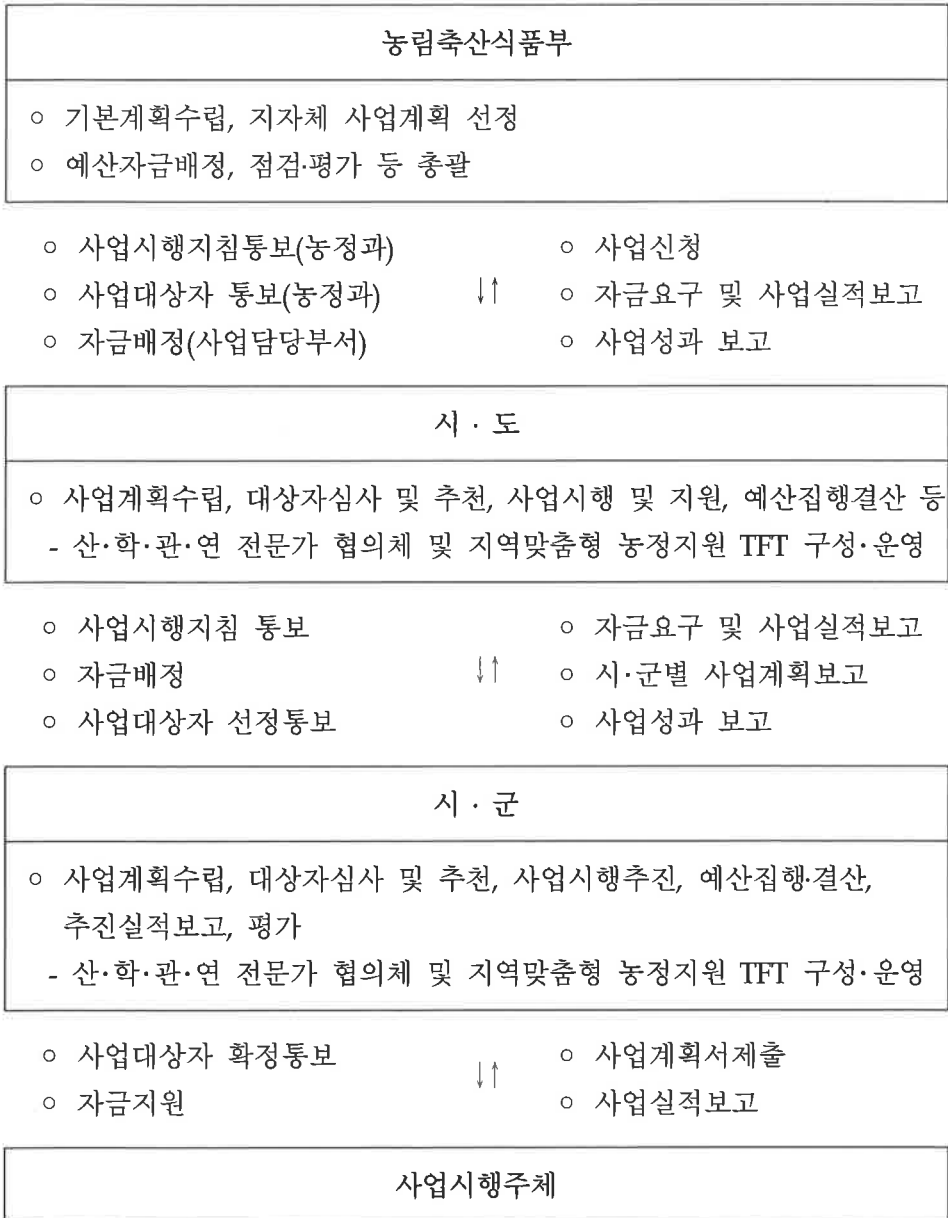 농림축산식품부
○ 기본계획수립, 지자체 사업계획 선정
○ 예산자금배정, 점검·평가 등 총괄
○ 사업시행지침통보(농정과) ○ 사업신청
○ 사업대상자 통보(농정과) ↓↑ ○ 자금요구 및 사업실적보고
○ 자금배정(사업담당부서) ○ 사업성과 보고
시 · 도
○ 사업계획수립, 대상자심사 및 추천, 사업시행 및 지원, 예산집행결산 등
- 산·학·관·연 전문가 협의체 및 지역맞춤형 농정지원 TFT 구성·운영
○ 사업시행지침 통보 ○ 자금요구 및 사업실적보고
○ 자금배정 ↓↑ ○ 시·군별 사업계획보고
○ 사업대상자 선정통보 ○ 사업성과 보고
시 · 군
○ 사업계획수립, 대상자심사 및 추천, 사업시행추진, 예산집행·결산,
추진실적보고, 평가
- 산·학·관·연 전문가 협의체 및 지역맞춤형 농정지원 TFT 구성·운영
○ 사업대상자 확정통보 ↓↑ ○ 사업계획서제출
○ 자금지원 ○ 사업실적보고
사업시행주체